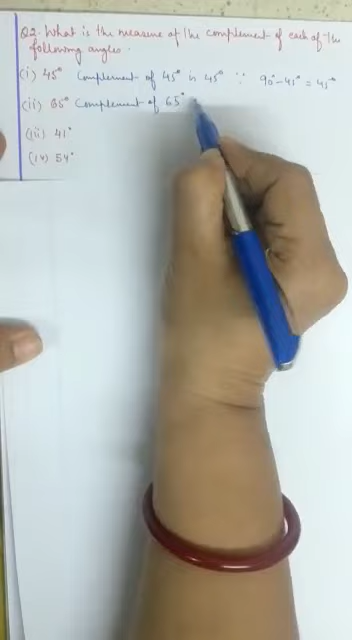 Q2. What is the measure of the complement of each of the
following angles.
(i) 45° Complement of 45° is 45° ∵ 90° - 45° = 45°
(ii) 65° Complement of 65°
(iii) 41°
(iv) 54°